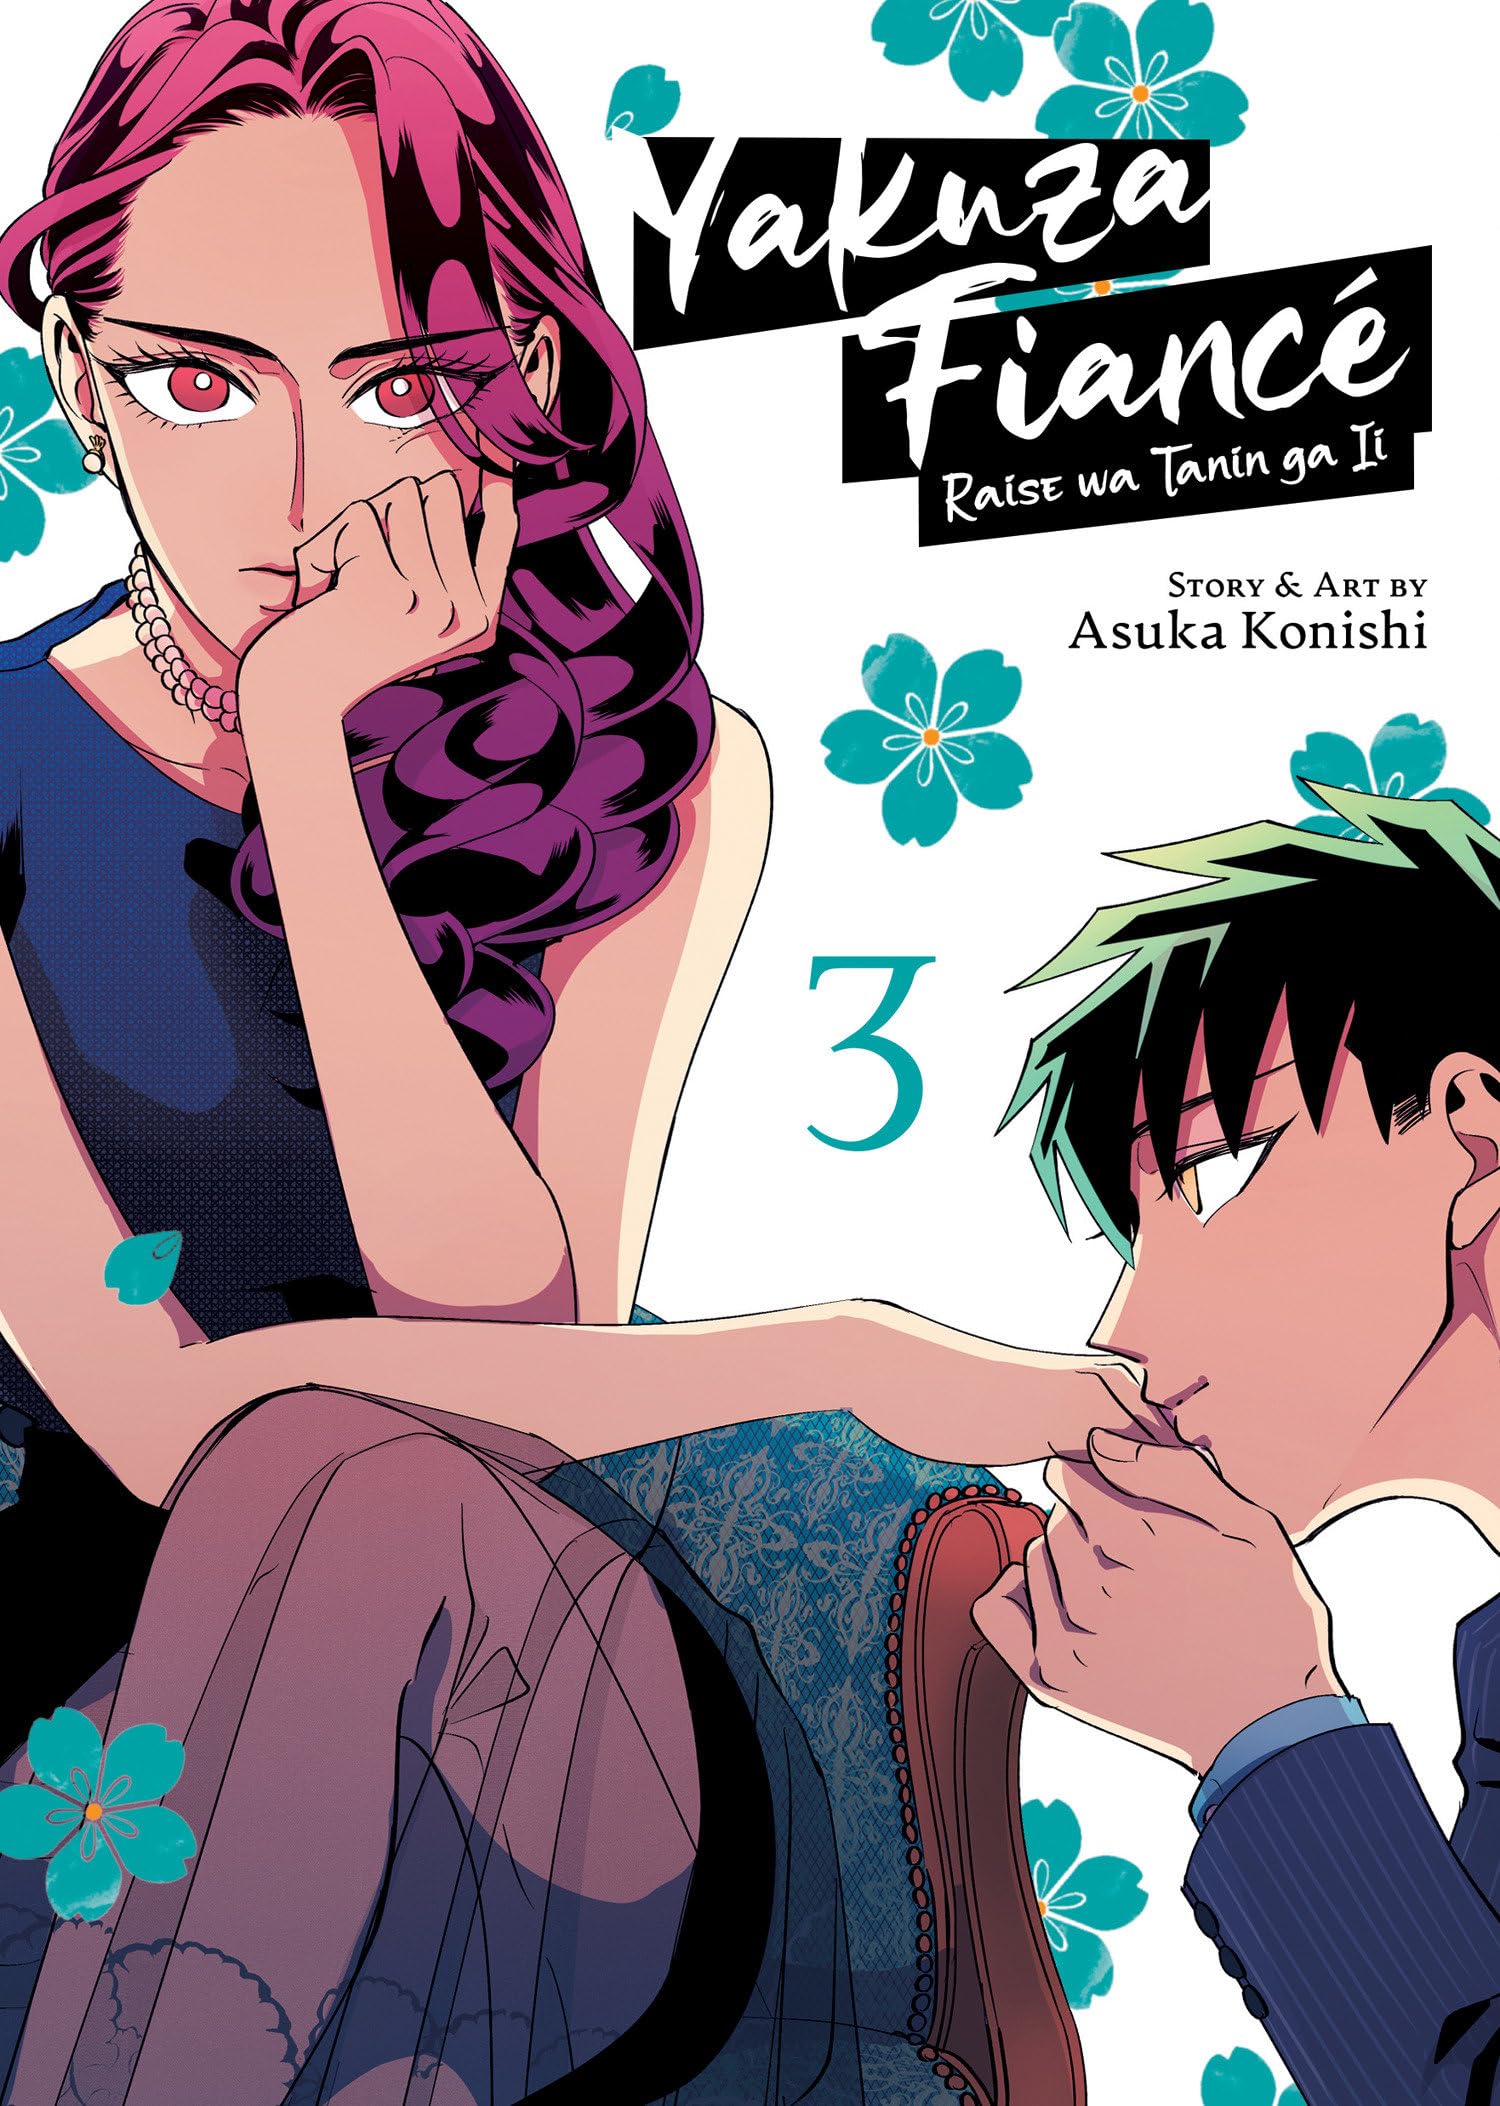 Yakuza
Fiancé
Raise wa Tanin ga Ii
Story & Art by
Asuka Konishi
3